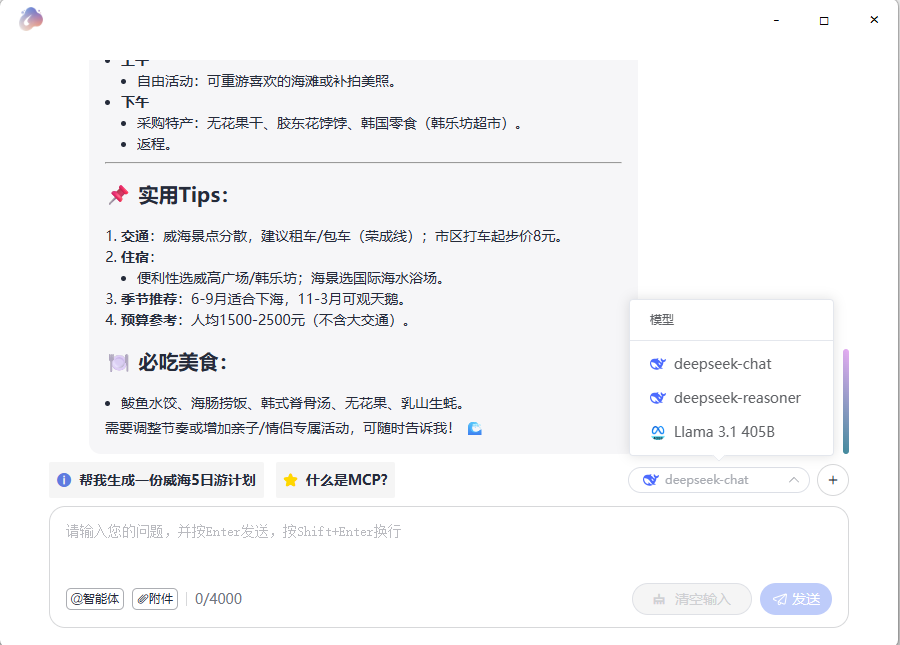 上午
自由活动：可重游喜欢的海滩或补拍美照。
下午
采购特产：无花果干、胶东花饽饽、韩国零食（韩乐坊超市）。
返程。
实用Tips：
1. 交通：威海景点分散，建议租车/包车（荣成线）；市区打车起步价8元。
2. 住宿：
便利性选威高广场/韩乐坊；海景选国际海水浴场。
3. 季节推荐：6-9月适合下海，11-3月可观天鹅。
4. 预算参考：人均1500-2500元（不含大交通）。
必吃美食：
鲅鱼水饺、海肠捞饭、韩式脊骨汤、无花果、乳山生蚝。
需要调整节奏或增加亲子/情侣专属活动，可随时告诉我！
模型
deepseek-chat
deepseek-reasoner
Llama 3.1 405B
帮我生成一份威海5日游计划
什么是MCP?
deepseek-chat
请输入您的问题，并按Enter发送，按Shift+Enter换行
@智能体
附件
0/4000
清空输入
发送